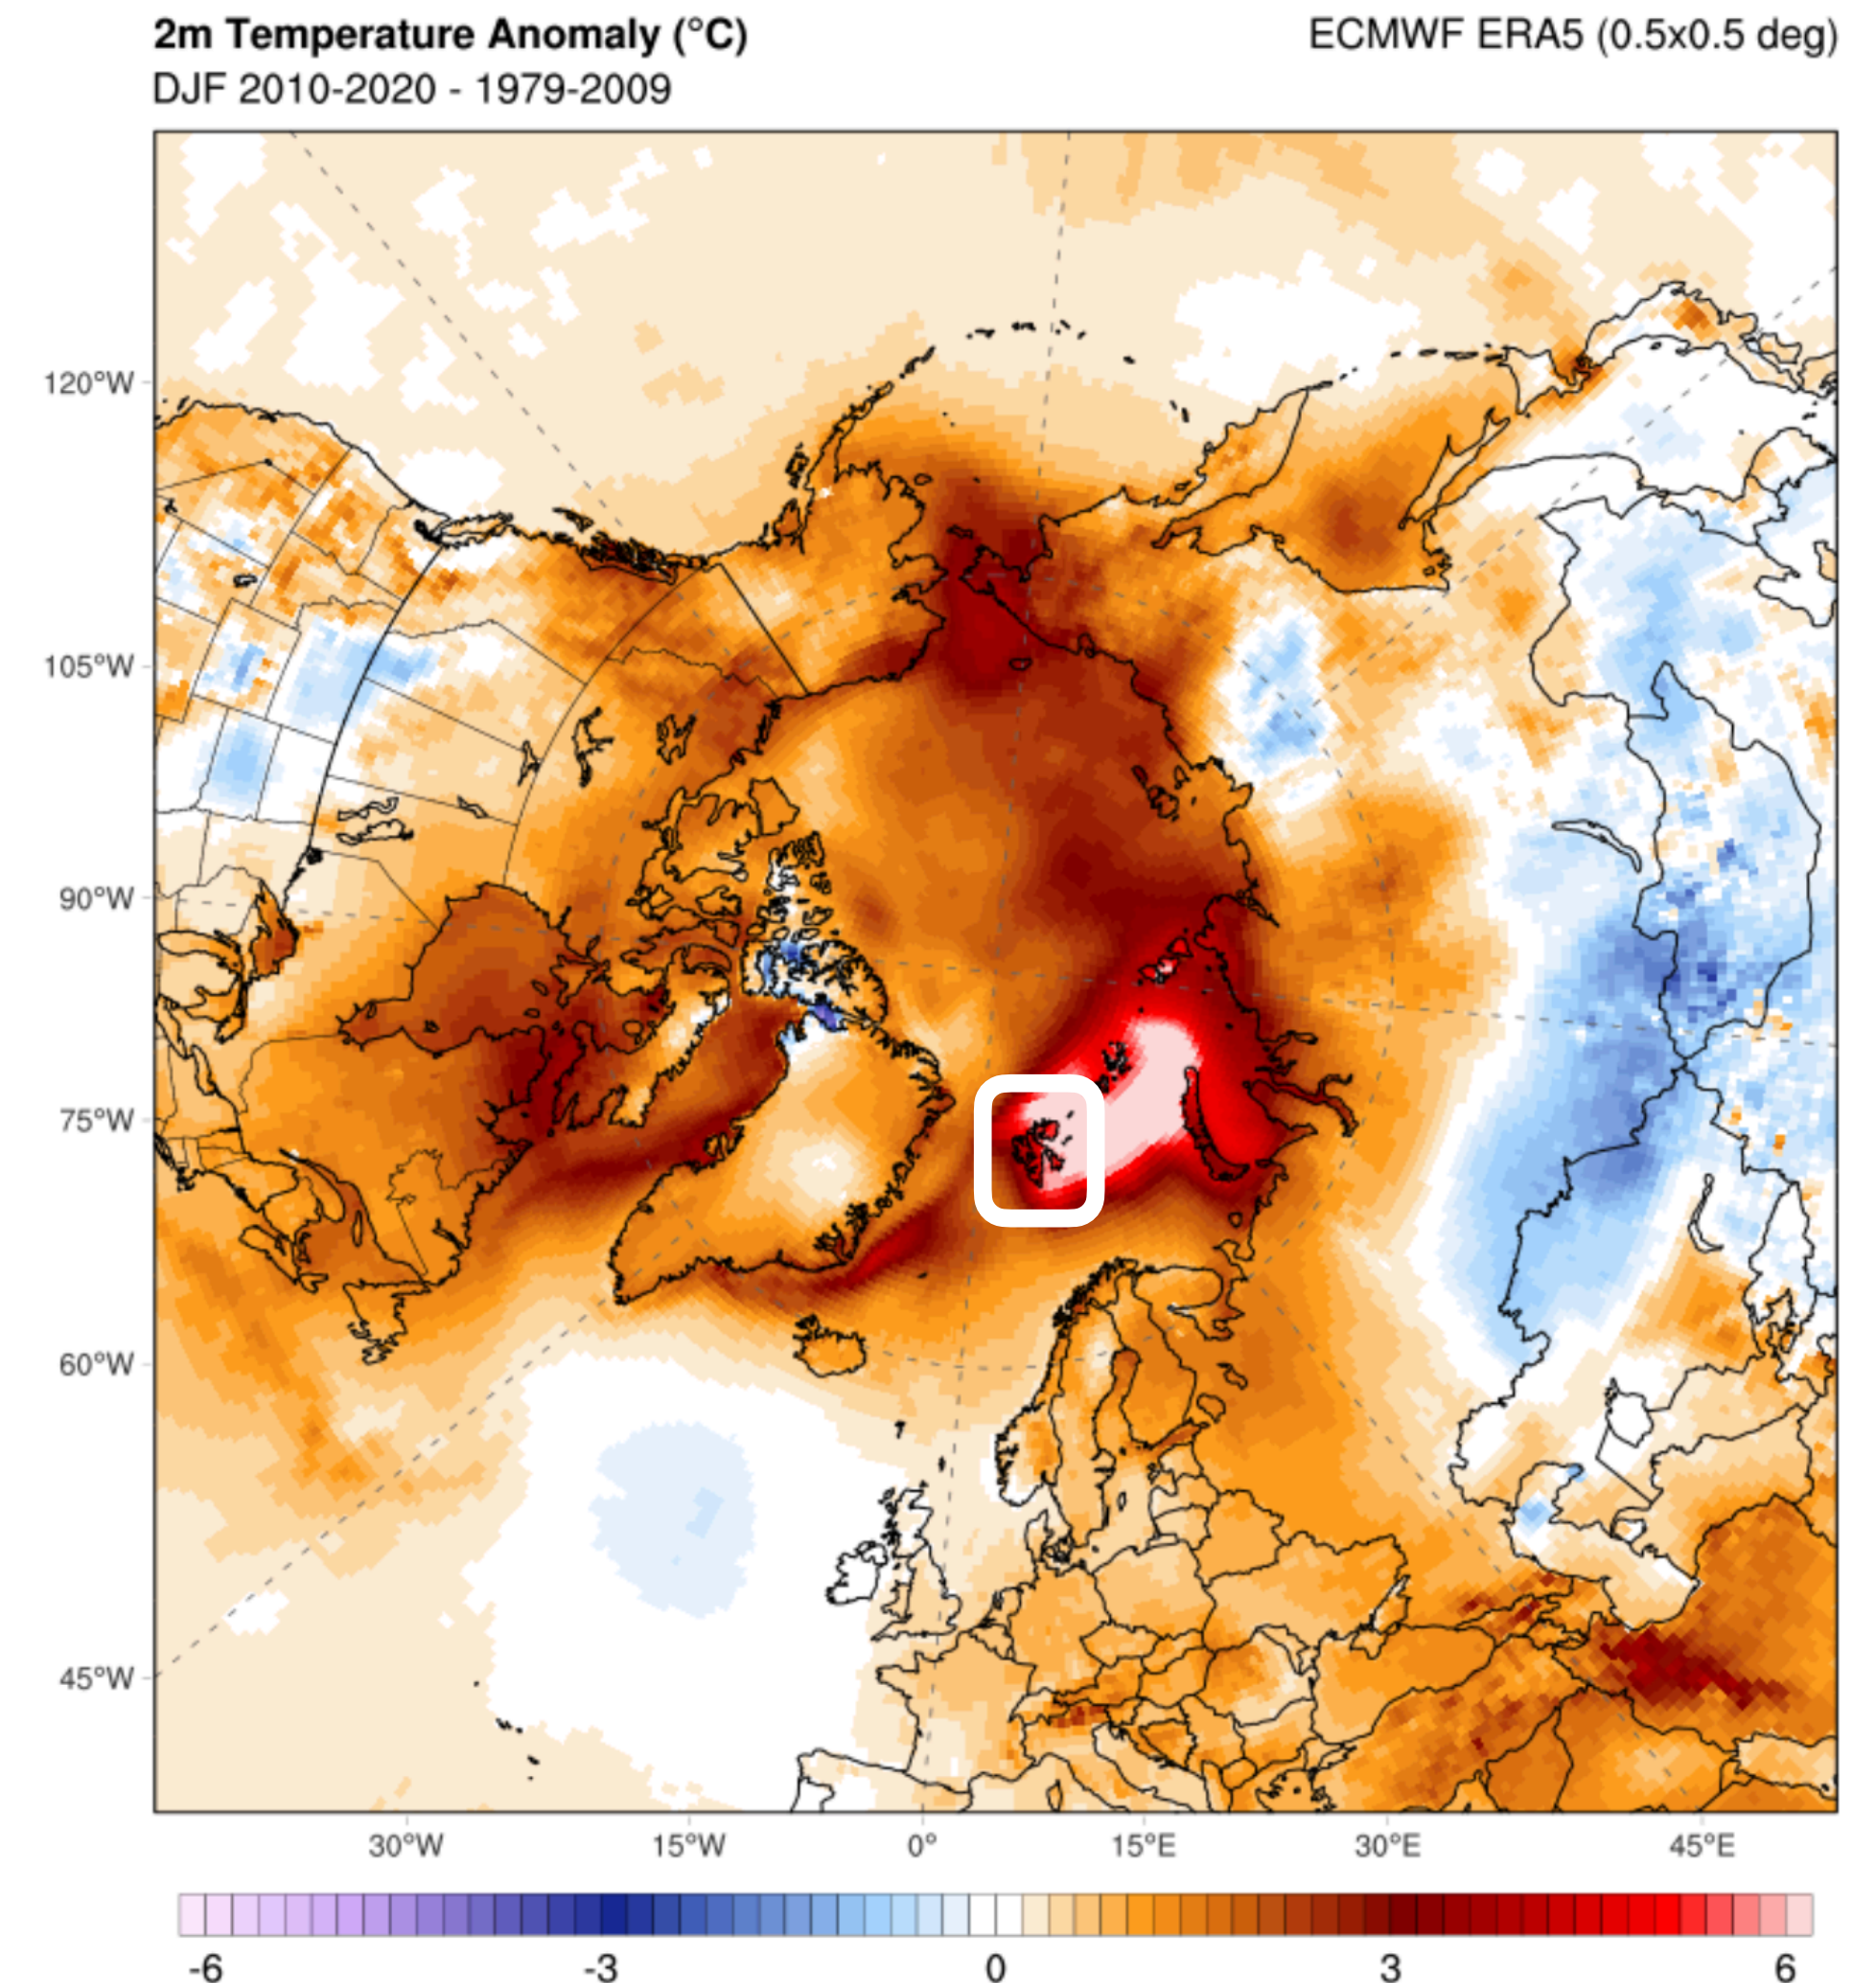 2m Temperature Anomaly (°C)
ECMWF ERA5 (0.5x0.5 deg)
DJF 2010-2020 - 1979-2009
120°W
105°W
90°W
75°W
60°W
45°W
30°W
15°W
0°
15°E
30°E
45°E
-6
-3
0
3
6